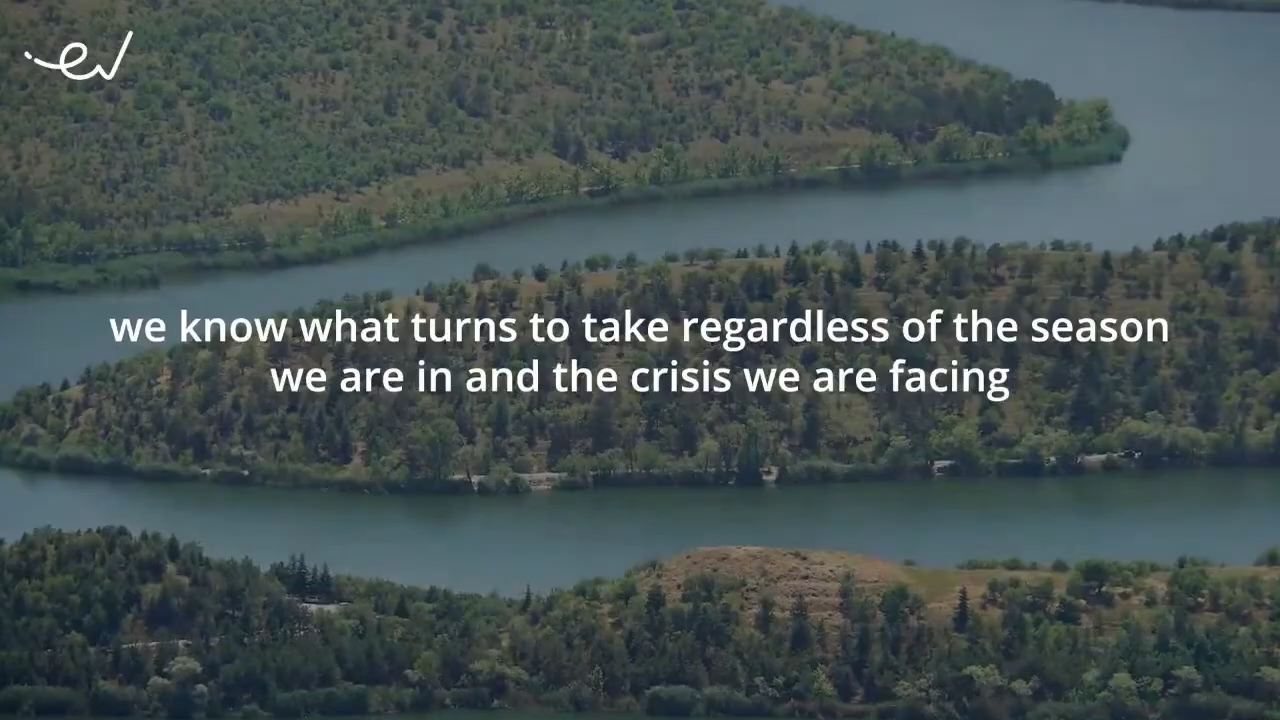 ev
we know what turns to take regardless of the season
we are in and the crisis we are facing